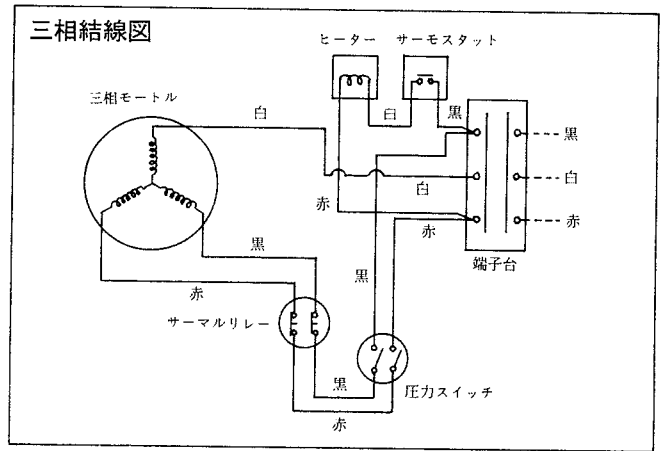 三相結線図
ヒーター
サーモスタット
三相モートル
白
白
黒
黒
白
白
赤
赤
赤
端子台
黒
黒
赤
サーマルリレー
黒
圧力スイッチ
赤